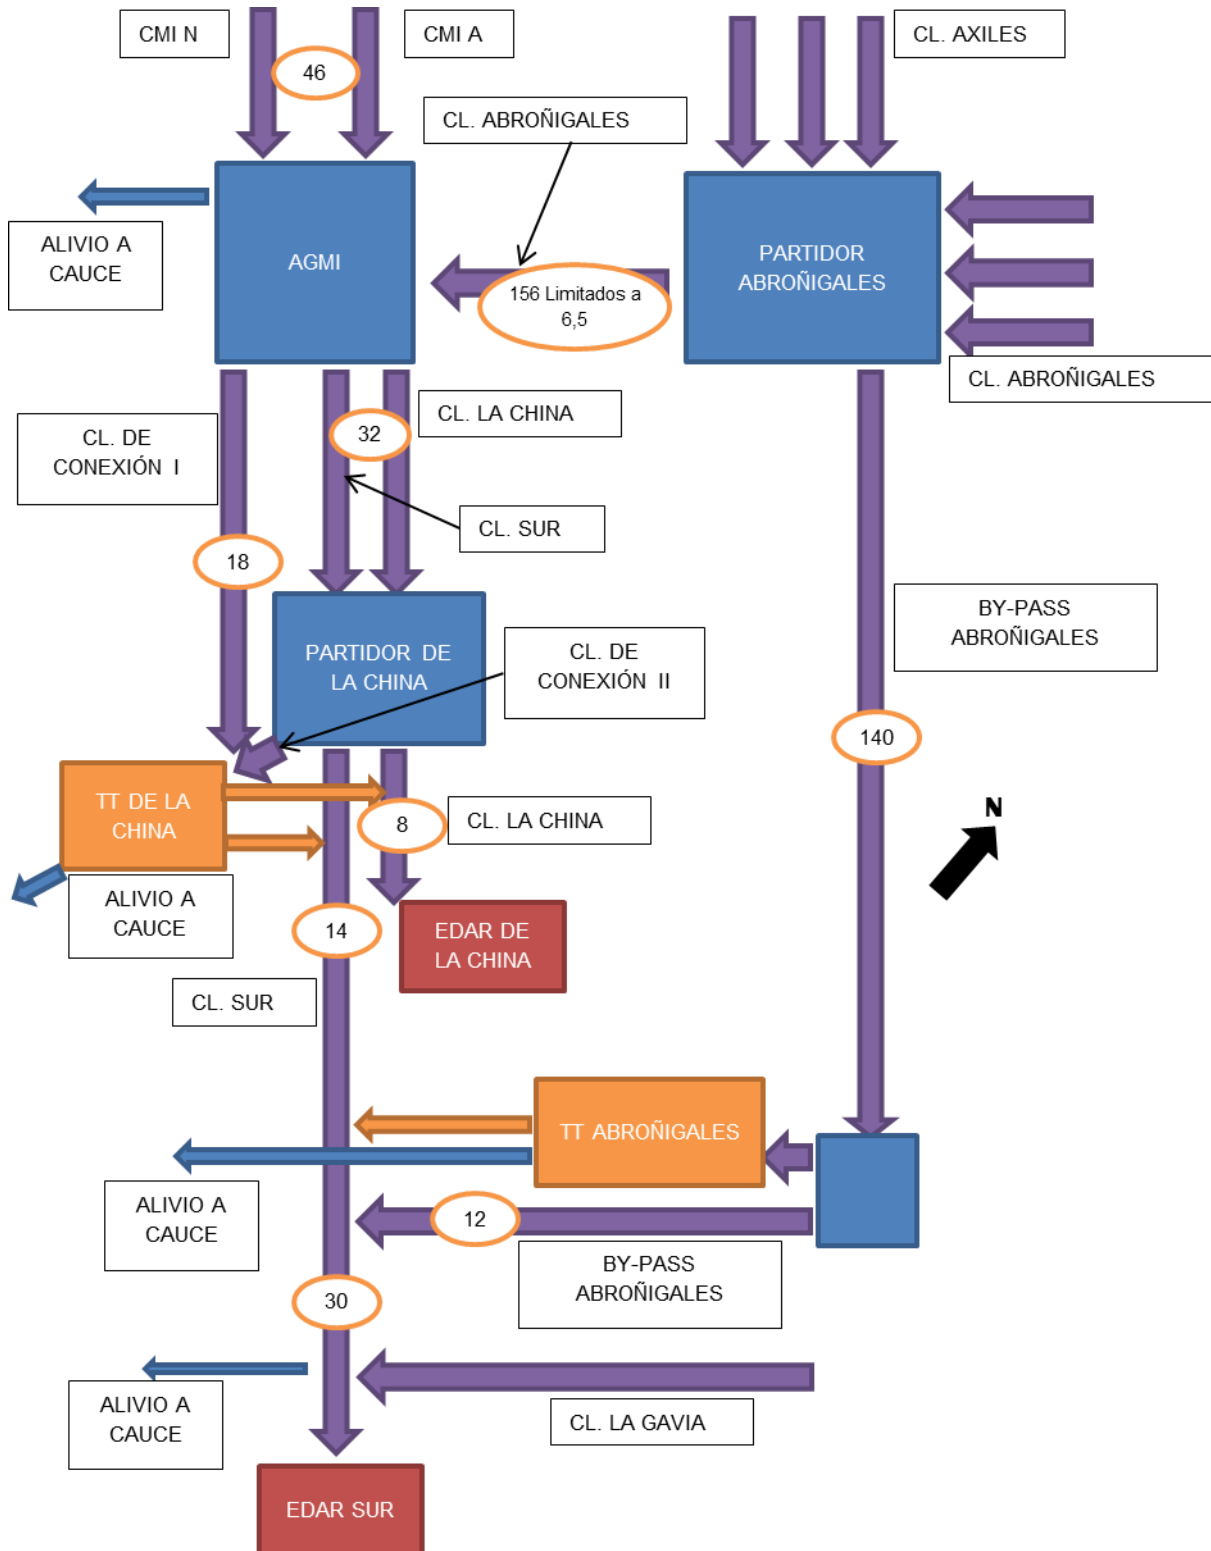 CMI N
CMI A
CL. AXILES
46
CL. ABROÑIGALES
ALIVIO A
CAUCE
AGMI
156 Limitados a
6,5
PARTIDOR
ABROÑIGALES
CL. ABROÑIGALES
CL. DE
CONEXIÓN I
CL. LA CHINA
32
CL. SUR
18
BY-PASS
ABROÑIGALES
PARTIDOR DE
LA CHINA
CL. DE
CONEXIÓN II
140
TT DE LA
CHINA
8
CL. LA CHINA
N
ALIVIO A
CAUCE
14
EDAR DE
LA CHINA
CL. SUR
TT ABROÑIGALES
ALIVIO A
CAUCE
12
BY-PASS
ABROÑIGALES
30
ALIVIO A
CAUCE
CL. LA GAVIA
EDAR SUR